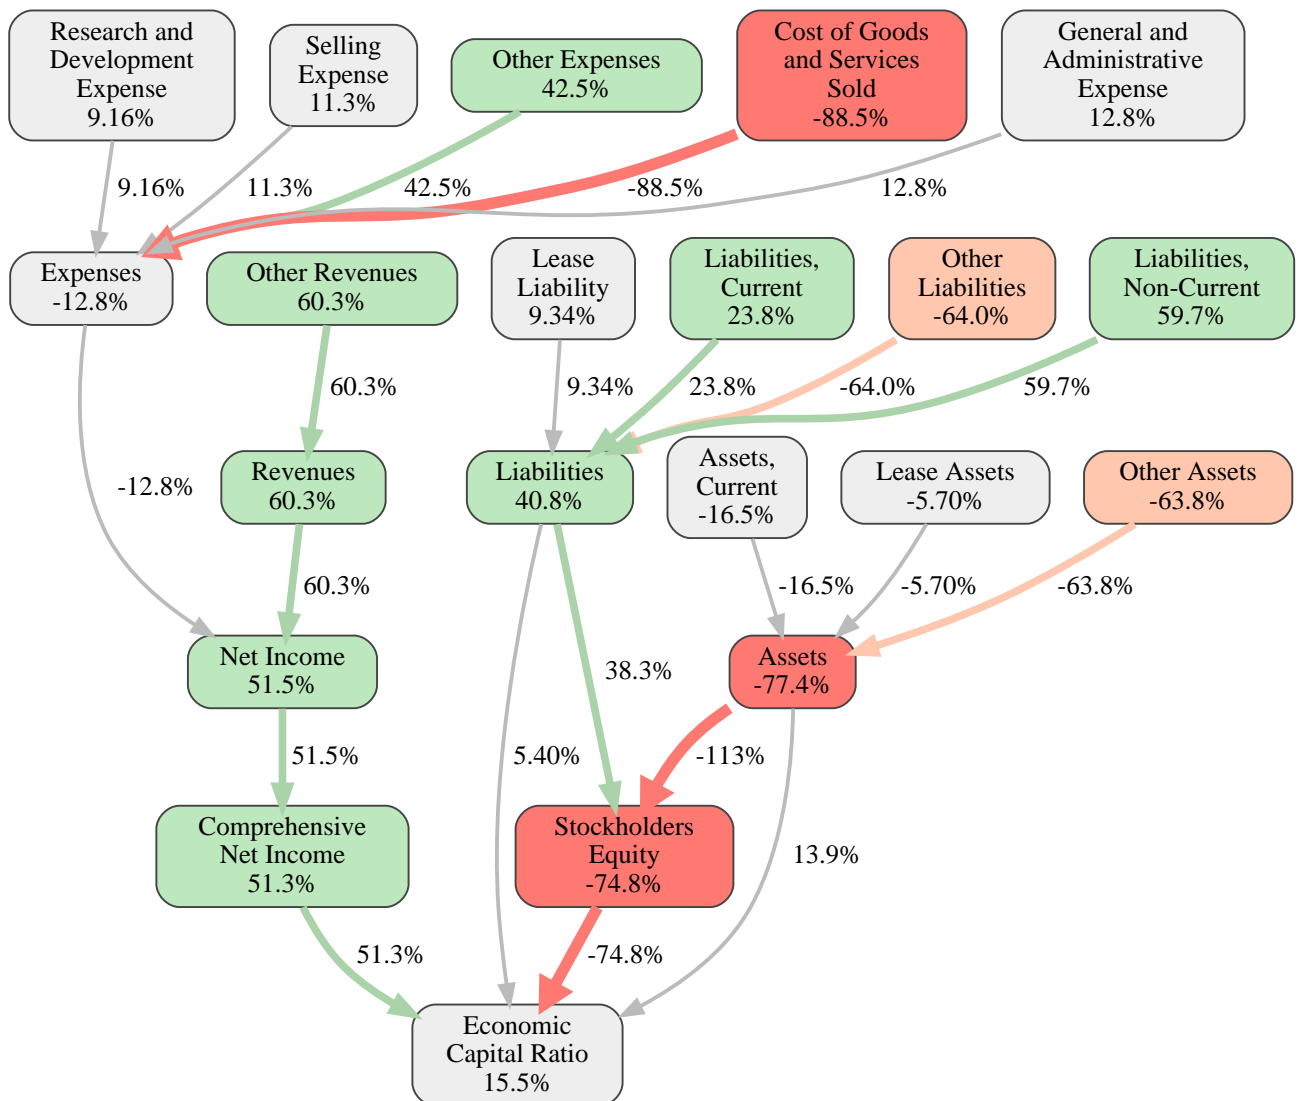 Research and
Development
Expense
9.16%
Selling
Expense
11.3%
Other Expenses
42.5%
Cost of Goods
and Services
Sold
-88.5%
General and
Administrative
Expense
12.8%
9.16%
11.3%
42.5%
-88.5%
12.8%
Expenses
-12.8%
Other Revenues
60.3%
Lease
Liability
9.34%
Liabilities,
Current
23.8%
Other
Liabilities
-64.0%
Liabilities,
Non-Current
59.7%
60.3%
9.34%
23.8%
-64.0%
59.7%
-12.8%
Revenues
60.3%
Liabilities
40.8%
Assets,
Current
-16.5%
Lease Assets
-5.70%
Other Assets
-63.8%
60.3%
-16.5%
-5.70%
-63.8%
Net Income
51.5%
38.3%
Assets
-77.4%
51.5%
5.40%
-113%
Comprehensive
Net Income
51.3%
Stockholders
Equity
-74.8%
13.9%
51.3%
-74.8%
Economic
Capital Ratio
15.5%